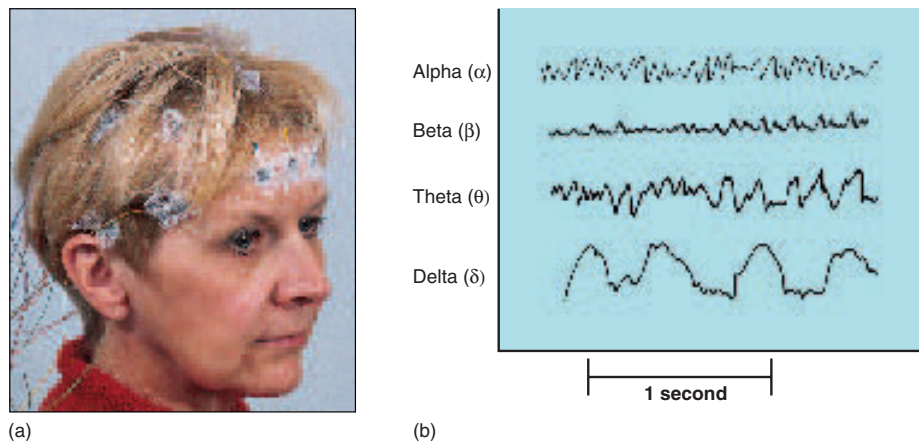 Alpha (α)
Beta (β)
Theta (θ)
Delta (δ)
1 second
(a)
(b)